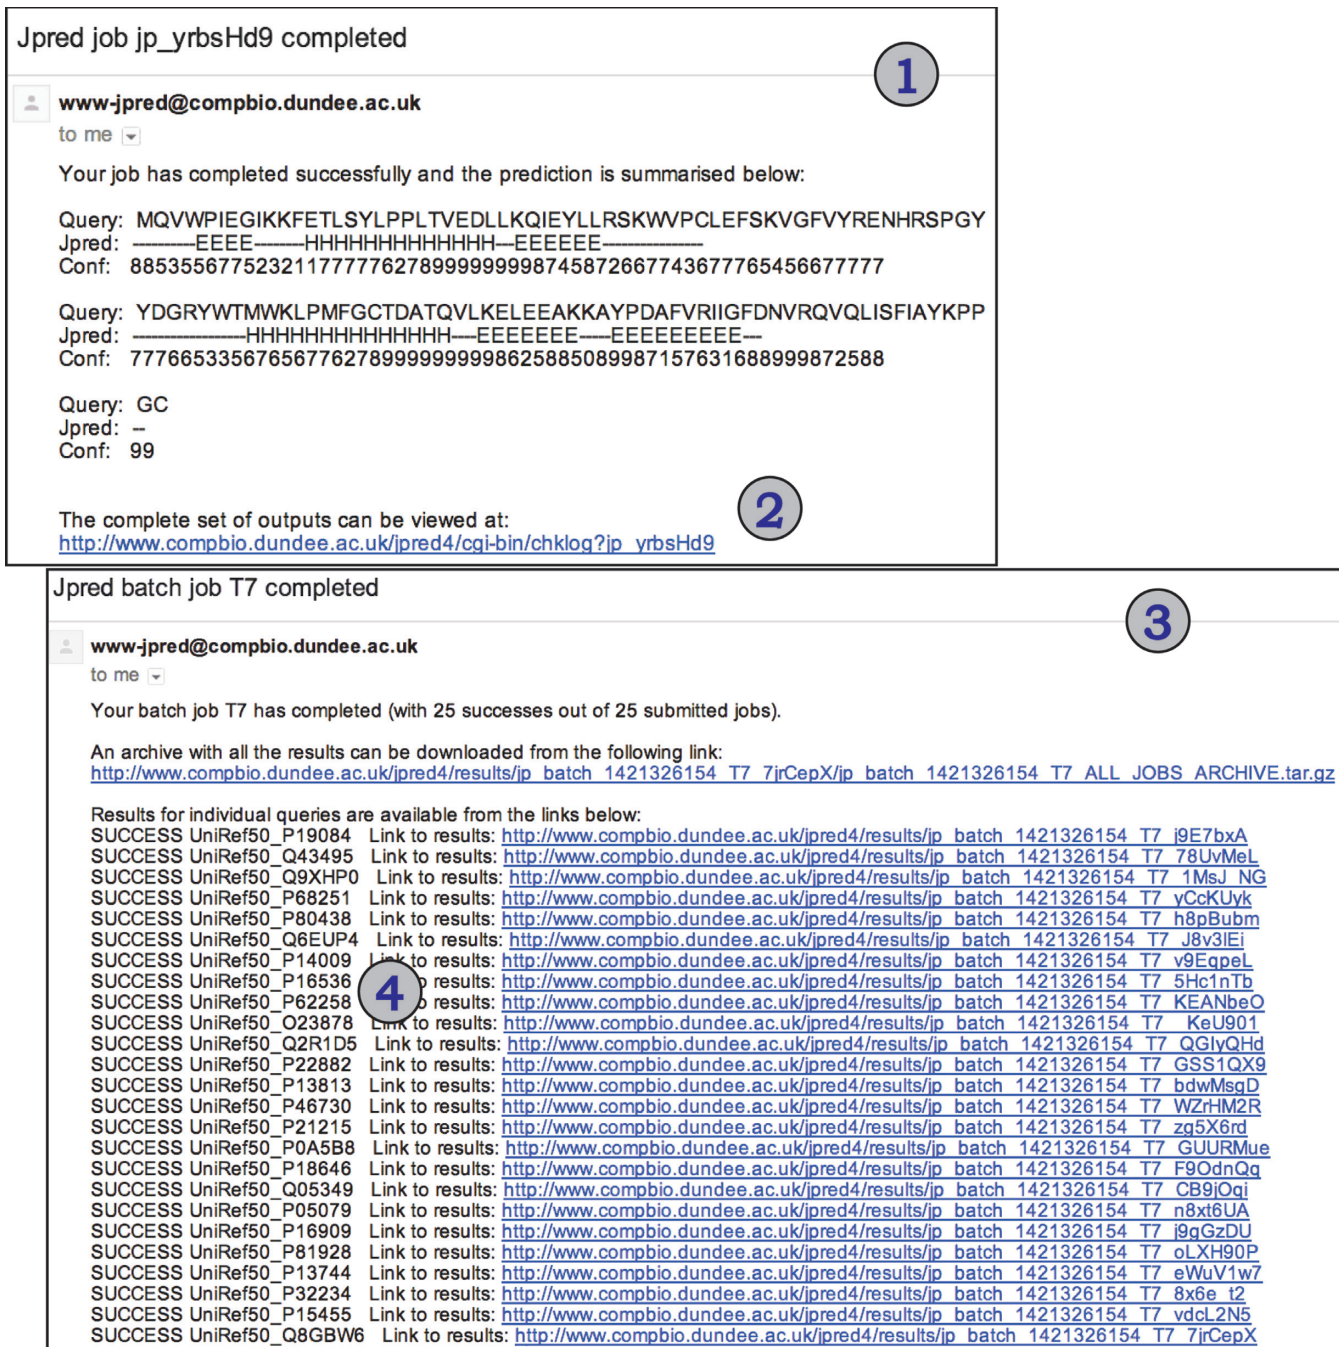 Jpred job jp_yrbsHd9 completed
1
www-jpred@compbio.dundee.ac.uk
to me
Your job has completed successfully and the prediction is summarised below:
Query: MQVWPIEGIKKFETLSYLPPLTVEDLLKQIEYLLRSKWVPCLEFSKVGFVYRENHRSPGY
Jpred: ----------EEEE--------HHHHHHHHHHHHH---EEEEEE----------------
Conf: 885355677523211777776278999999998745872667743677765456677777
Query: YDGRYWTMWKLPMFGCTDATQVLKELEEAKKAYPDAFVRIIGFDNVRQVQLISFIAYKPP
Jpred: ------------------HHHHHHHHHHHHHH----EEEEEEE-----EEEEEEEEE---
Conf: 777665335676567762789999999998625885089987157631688999872588
Query: GC
Jpred: --
Conf: 99
2
The complete set of outputs can be viewed at:
http://www.compbio.dundee.ac.uk/jpred4/cgi-bin/chklog?jp_yrbsHd9
Jpred batch job T7 completed
3
www-jpred@compbio.dundee.ac.uk
to me
Your batch job T7 has completed (with 25 successes out of 25 submitted jobs).
An archive with all the results can be downloaded from the following link:
http://www.compbio.dundee.ac.uk/jpred4/results/jp_batch_1421326154_T7_7jrCepX/jp_batch_1421326154_T7_ALL_JOBS_ARCHIVE.tar.gz
Results for individual queries are available from the links below:
SUCCESS UniRef50_P19084 Link to results: http://www.compbio.dundee.ac.uk/jpred4/results/jp_batch_1421326154_T7_j9E7bxA
SUCCESS UniRef50_Q43495 Link to results: http://www.compbio.dundee.ac.uk/jpred4/results/jp_batch_1421326154_T7_78UvMeL
SUCCESS UniRef50_Q9XHP0 Link to results: http://www.compbio.dundee.ac.uk/jpred4/results/jp_batch_1421326154_T7_1MsJ_NG
SUCCESS UniRef50_P68251 Link to results: http://www.compbio.dundee.ac.uk/jpred4/results/jp_batch_1421326154_T7_yCcKUyk
SUCCESS UniRef50_P80438 Link to results: http://www.compbio.dundee.ac.uk/jpred4/results/jp_batch_1421326154_T7_h8pBubm
SUCCESS UniRef50_Q6EUP4 Link to results: http://www.compbio.dundee.ac.uk/jpred4/results/jp_batch_1421326154_T7_J8v3lEi
SUCCESS UniRef50_P14009 Link to results: http://www.compbio.dundee.ac.uk/jpred4/results/jp_batch_1421326154_T7_v9EqpeL
SUCCESS UniRef50_P16536 4 results: http://www.compbio.dundee.ac.uk/jpred4/results/jp_batch_1421326154_T7_5Hc1nTb
SUCCESS UniRef50_P62258 results: http://www.compbio.dundee.ac.uk/jpred4/results/jp_batch_1421326154_T7_KEANbeO
SUCCESS UniRef50_O23878 Link to results: http://www.compbio.dundee.ac.uk/jpred4/results/jp_batch_1421326154_T7__KeU901
SUCCESS UniRef50_Q2R1D5 Link to results: http://www.compbio.dundee.ac.uk/jpred4/results/jp_batch_1421326154_T7_QGIyQHd
SUCCESS UniRef50_P22882 Link to results: http://www.compbio.dundee.ac.uk/jpred4/results/jp_batch_1421326154_T7_GSS1QX9
SUCCESS UniRef50_P13813 Link to results: http://www.compbio.dundee.ac.uk/jpred4/results/jp_batch_1421326154_T7_bdwMsgD
SUCCESS UniRef50_P46730 Link to results: http://www.compbio.dundee.ac.uk/jpred4/results/jp_batch_1421326154_T7_WZrHM2R
SUCCESS UniRef50_P21215 Link to results: http://www.compbio.dundee.ac.uk/jpred4/results/jp_batch_1421326154_T7_zg5X6rd
SUCCESS UniRef50_P0A5B8 Link to results: http://www.compbio.dundee.ac.uk/jpred4/results/jp_batch_1421326154_T7_GUURMue
SUCCESS UniRef50_P18646 Link to results: http://www.compbio.dundee.ac.uk/jpred4/results/jp_batch_1421326154_T7_F9OdnQq
SUCCESS UniRef50_Q05349 Link to results: http://www.compbio.dundee.ac.uk/jpred4/results/jp_batch_1421326154_T7_CB9jOqi
SUCCESS UniRef50_P05079 Link to results: http://www.compbio.dundee.ac.uk/jpred4/results/jp_batch_1421326154_T7_n8xt6UA
SUCCESS UniRef50_P16909 Link to results: http://www.compbio.dundee.ac.uk/jpred4/results/jp_batch_1421326154_T7_j9gGzDU
SUCCESS UniRef50_P81928 Link to results: http://www.compbio.dundee.ac.uk/jpred4/results/jp_batch_1421326154_T7_oLXH90P
SUCCESS UniRef50_P13744 Link to results: http://www.compbio.dundee.ac.uk/jpred4/results/jp_batch_1421326154_T7_eWuV1w7
SUCCESS UniRef50_P32234 Link to results: http://www.compbio.dundee.ac.uk/jpred4/results/jp_batch_1421326154_T7_8x6e_t2
SUCCESS UniRef50_P15455 Link to results: http://www.compbio.dundee.ac.uk/jpred4/results/jp_batch_1421326154_T7_vdcL2N5
SUCCESS UniRef50_Q8GBW6 Link to results: http://www.compbio.dundee.ac.uk/jpred4/results/jp_batch_1421326154_T7_7jrCepX